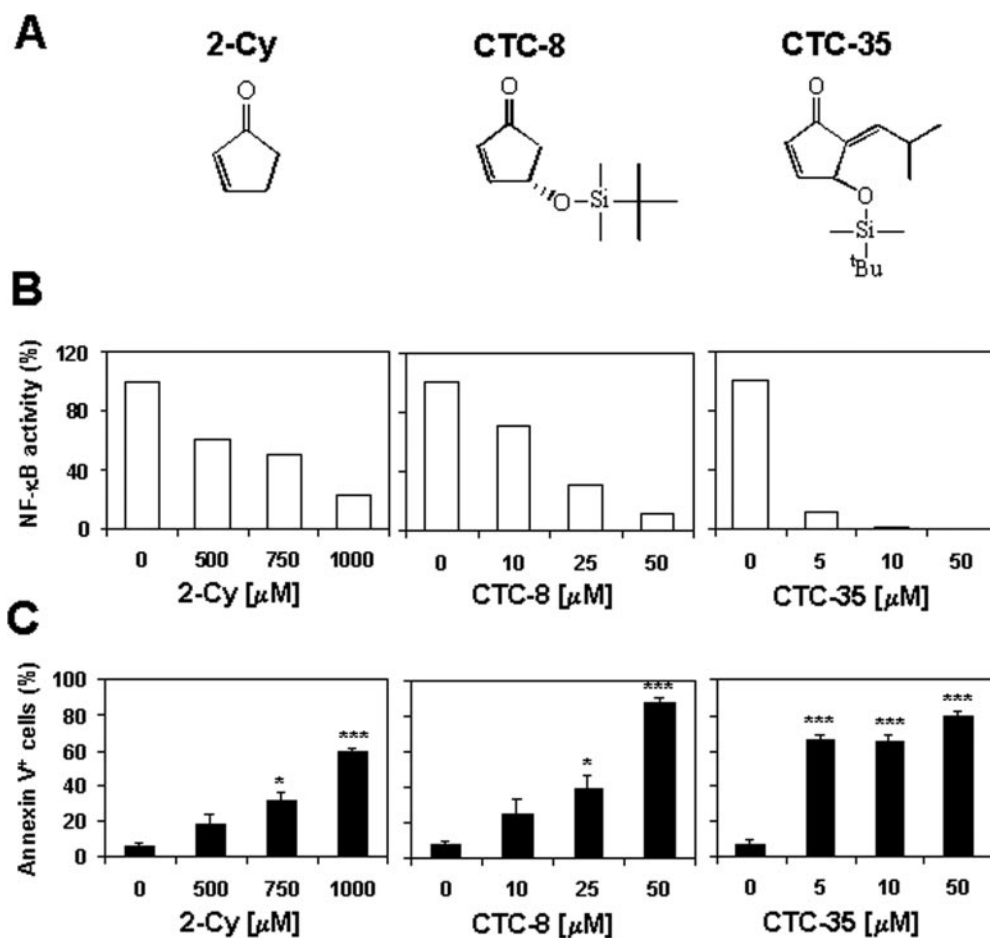 A
2-Cy CTC-8 CTC-35
O O O
O Si O
Si
tBu
B
NF-κB activity (%)
120
80
40
0
0 500 750 1000 0 10 25 50 0 5 10 50
2-Cy [μM] CTC-8 [μM] CTC-35 [μM]
C
Annexin V+ cells (%)
100
80
60
40
20
0
* *** * *** *** *** ***
0 500 750 1000 0 10 25 50 0 5 10 50
2-Cy [μM] CTC-8 [μM] CTC-35 [μM]